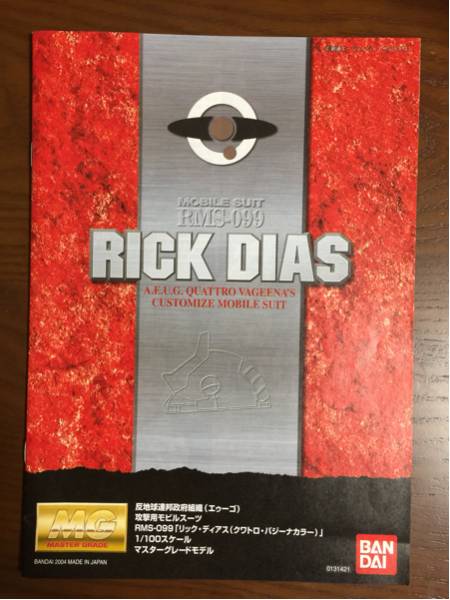 MOBILE SUIT
RMS-099
RICK DIAS
A.E.U.G. QUATTRO VAGEENA'S
CUSTOMIZE MOBILE SUIT
MG
MASTER GRADE
反地球連邦政府組織(エゥーゴ)
攻撃用モビルスーツ
RMS-099「リック・ディアス(クワトロ・バジーナカラー)」
1/100スケール
マスターグレードモデル
BAN
DAI
BANDAI 2004 MADE IN JAPAN
0131421